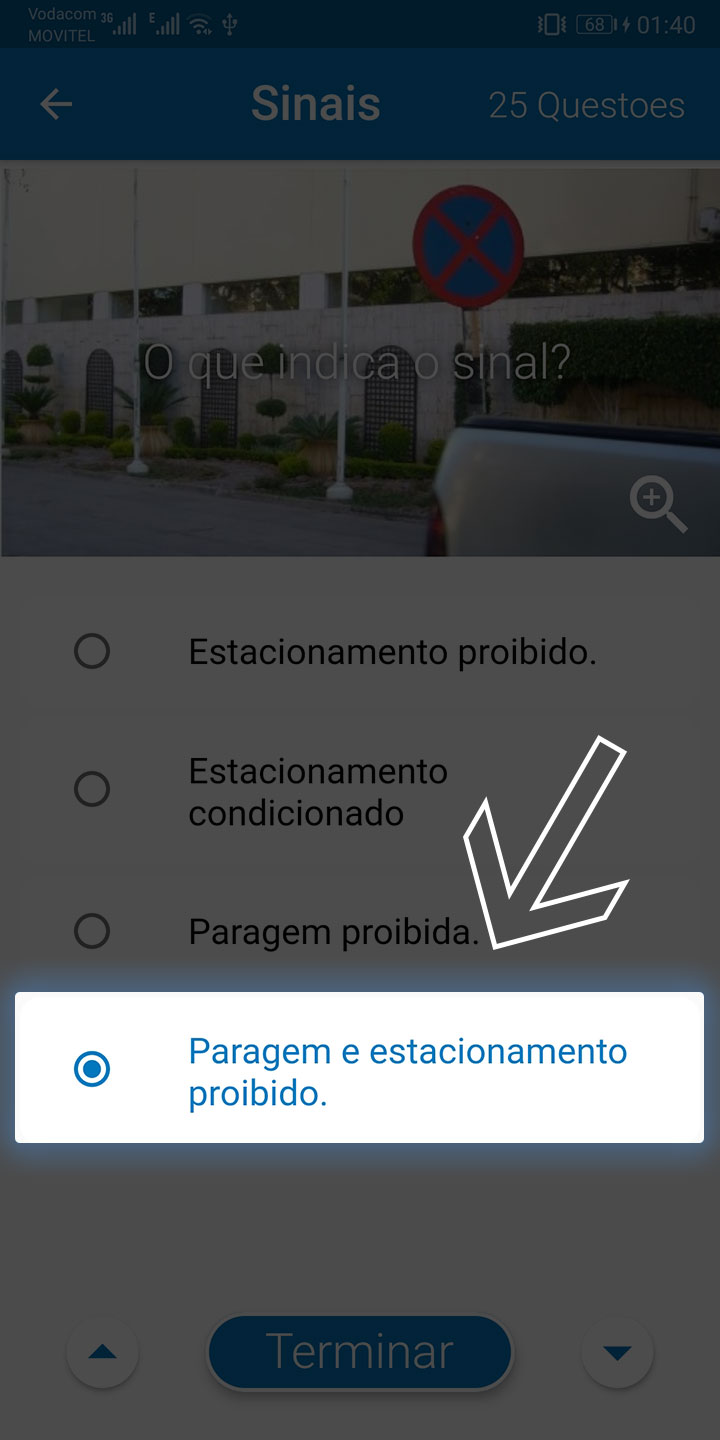 Vodacom 3G E 68 01:40
MOVITEL
Sinais 25 Questoes
O que indica o sinal?
Estacionamento proibido.
Estacionamento
condicionado
Paragem proibida.
Paragem e estacionamento
proibido.
Terminar